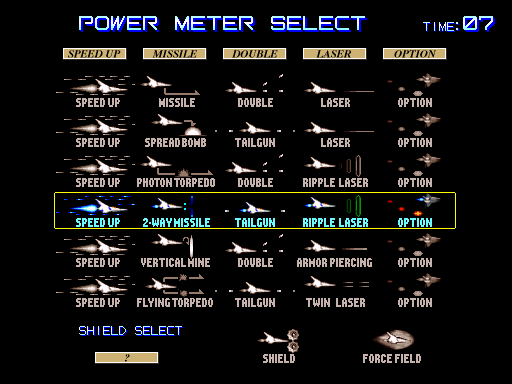 POWER METER SELECT TIME:07
SPEED UP MISSILE DOUBLE LASER OPTION
SPEED UP MISSILE DOUBLE LASER OPTION
SPEED UP SPREAD BOMB TAILGUN LASER OPTION
SPEED UP PHOTON TORPEDO DOUBLE RIPPLE LASER OPTION
SPEED UP 2-WAY MISSILE TAILGUN RIPPLE LASER OPTION
SPEED UP VERTICAL MINE DOUBLE ARMOR PIERCING OPTION
SPEED UP FLYING TORPEDO TAILGUN TWIN LASER OPTION
SHIELD SELECT
? SHIELD FORCE FIELD